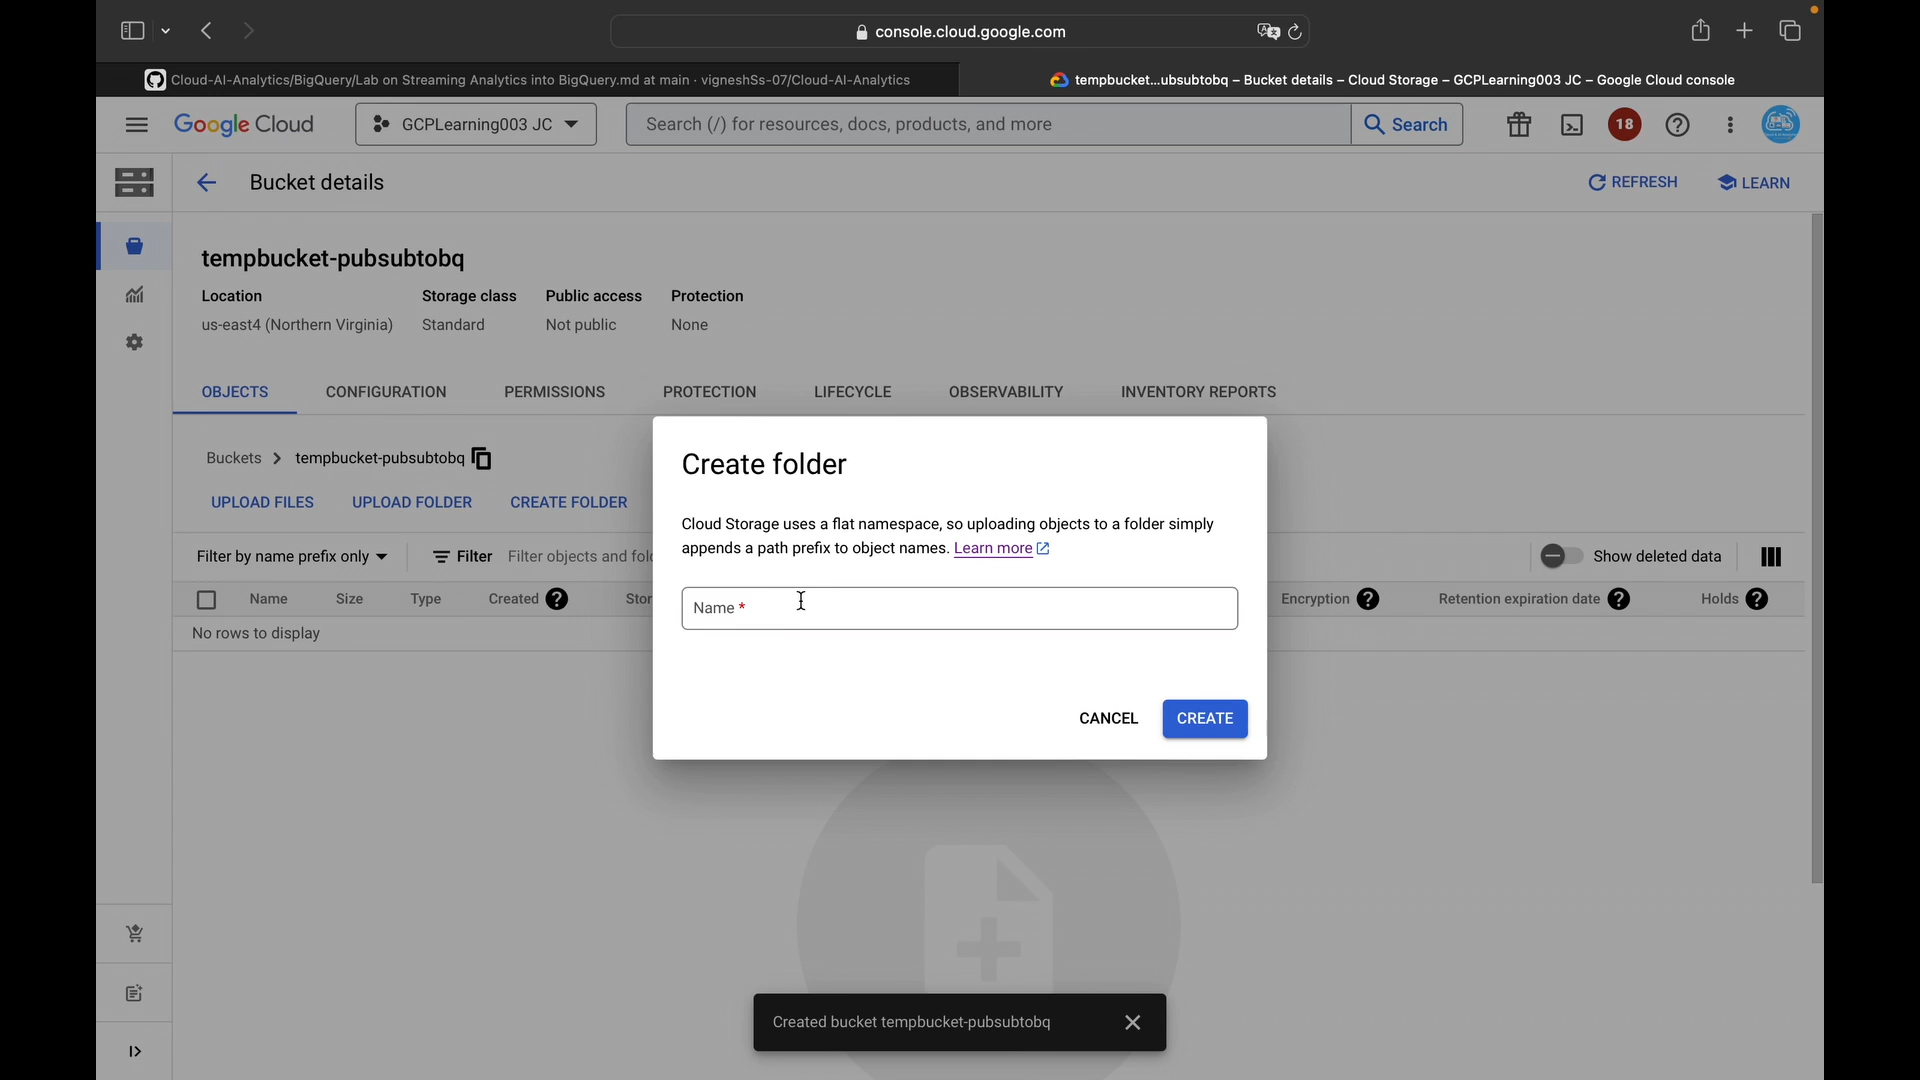 console.cloud.google.com
Cloud-AI-Analytics/BigQuery/Lab on Streaming Analytics into BigQuery.md at main · vigneshSs-07/Cloud-AI-Analytics
tempbucket...ubsubtobq – Bucket details – Cloud Storage – GCPLearning003 JC – Google Cloud console
Google Cloud
GCPLearning003 JC
Search (/) for resources, docs, products, and more
Search
18
Bucket details
REFRESH
LEARN
tempbucket-pubsubtobq
Location
Storage class
Public access
Protection
us-east4 (Northern Virginia)
Standard
Not public
None
OBJECTS
CONFIGURATION
PERMISSIONS
PROTECTION
LIFECYCLE
OBSERVABILITY
INVENTORY REPORTS
Buckets > tempbucket-pubsubtobq
UPLOAD FILES
UPLOAD FOLDER
CREATE FOLDER
Filter by name prefix only
Filter
Filter objects and fol
Show deleted data
Name
Size
Type
Created
Stor
Encryption
Retention expiration date
Holds
No rows to display
Create folder
Cloud Storage uses a flat namespace, so uploading objects to a folder simply
appends a path prefix to object names. Learn more
Name *
CANCEL
CREATE
Created bucket tempbucket-pubsubtobq